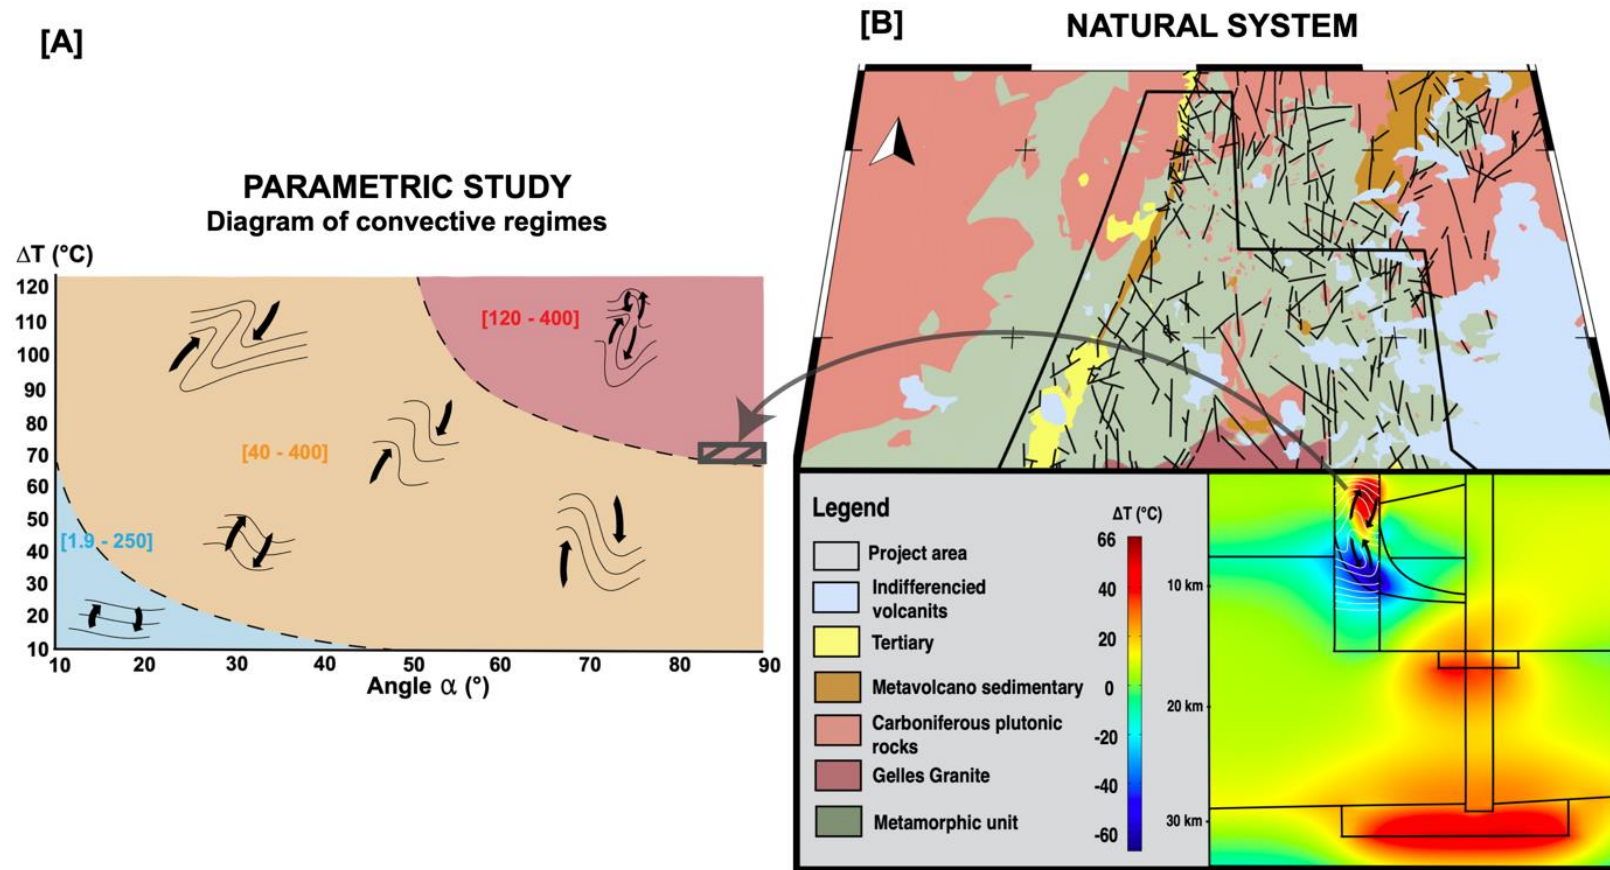 [A]
PARAMETRIC STUDY
Diagram of convective regimes
ΔT (°C)
120
110
100
90
80
70
60
50
40
30
20
10
[120 - 400]
[40 - 400]
[1.9 - 250]
10 20 30 40 50 60 70 80 90
Angle α (°)
[B]
NATURAL SYSTEM
Legend
Project area
Indifferencied
volcanits
Tertiary
Metavolcano sedimentary
Carboniferous plutonic
rocks
Gelles Granite
Metamorphic unit
ΔT (°C)
66
40
20
0
-20
-40
-60
10 km
20 km
30 km